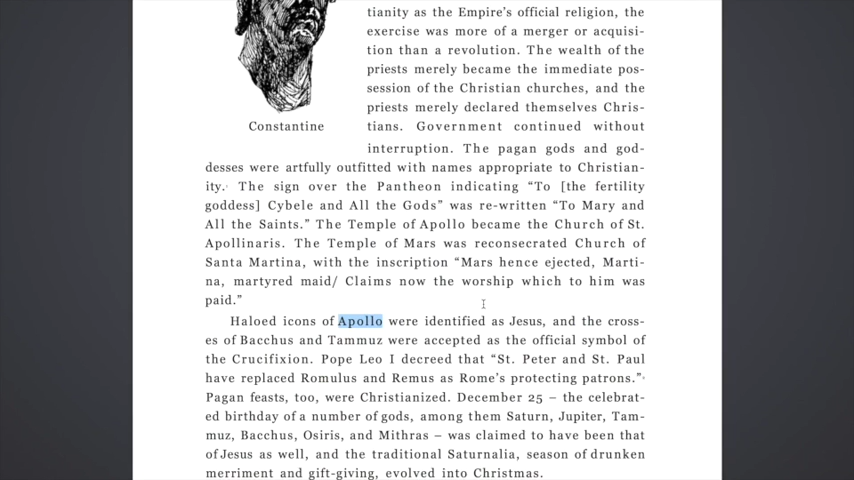 tianity as the Empire's official religion, the
exercise was more of a merger or acquisi-
tion than a revolution. The wealth of the
priests merely became the immediate pos-
session of the Christian churches, and the
priests merely declared themselves Chris-
Constantine
tians. Government continued without
interruption. The pagan gods and god-
desses were artfully outfitted with names appropriate to Christian-
ity. The sign over the Pantheon indicating “To [the fertility
goddess] Cybele and All the Gods” was re-written “To Mary and
All the Saints.” The Temple of Apollo became the Church of St.
Apollinaris. The Temple of Mars was reconsecrated Church of
Santa Martina, with the inscription “Mars hence ejected, Marti-
na, martyred maid/ Claims now the worship which to him was
paid.”
Haloed icons of Apollo were identified as Jesus, and the cross-
es of Bacchus and Tammuz were accepted as the official symbol of
the Crucifixion. Pope Leo I decreed that “St. Peter and St. Paul
have replaced Romulus and Remus as Rome's protecting patrons.”
Pagan feasts, too, were Christianized. December 25 – the celebrat-
ed birthday of a number of gods, among them Saturn, Jupiter, Tam-
muz, Bacchus, Osiris, and Mithras – was claimed to have been that
of Jesus as well, and the traditional Saturnalia, season of drunken
merriment and gift-giving, evolved into Christmas.